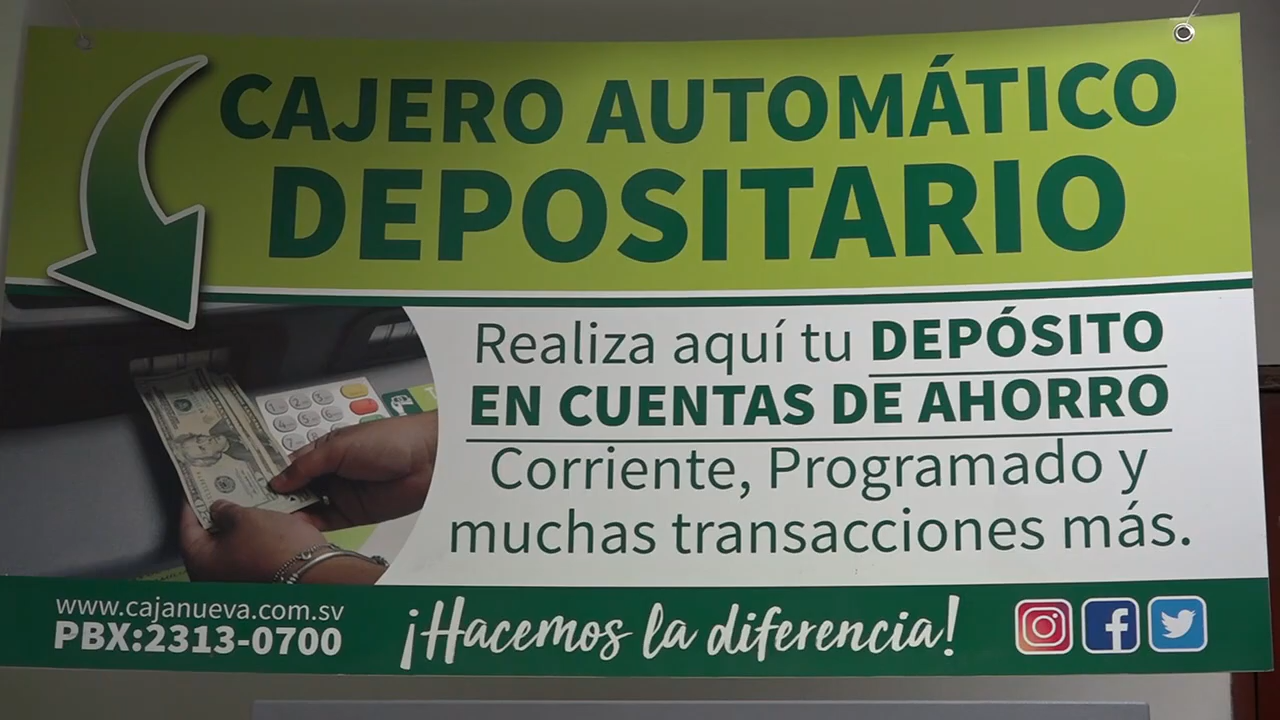 CAJERO AUTOMÁTICO
DEPOSITARIO
Realiza aquí tu DEPÓSITO
EN CUENTAS DE AHORRO
Corriente, Programado y
muchas transacciones más.
www.cajanueva.com.sv
PBX:2313-0700
¡Hacemos la diferencia!